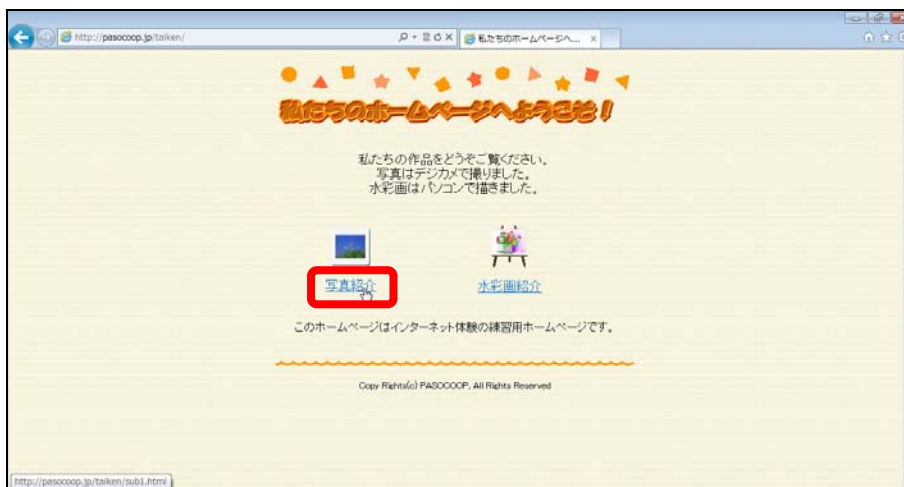 http://pasocoop.jp/taiken/
私たちのホームページへ...
私たちのホームページへようこそ!
私たちの作品をどうぞご覧ください。
写真はデジカメで撮りました。
水彩画はパソコンで描きました。
写真紹介
水彩画紹介
このホームページはインターネット体験の練習用ホームページです。
Copy Rights(c) PASOCOOP, All Rights Reserved
http://pasocoop.jp/taiken/sub1.html